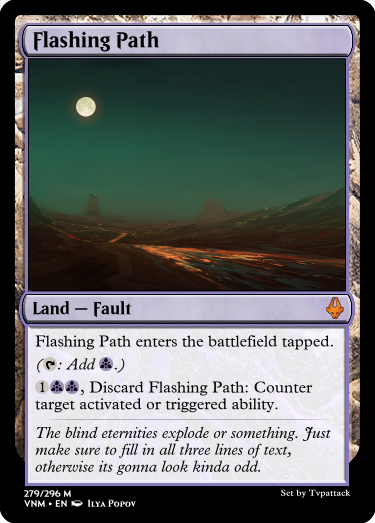 Flashing Path
Land — Fault
Flashing Path enters the battlefield tapped.
(: Add .)
1, Discard Flashing Path: Counter
target activated or triggered ability.
The blind eternities explode or something. Just
make sure to fill in all three lines of text,
otherwise its gonna look kinda odd.
279/296 M
VNM • EN Ilya Popov
Set by Tvpattack